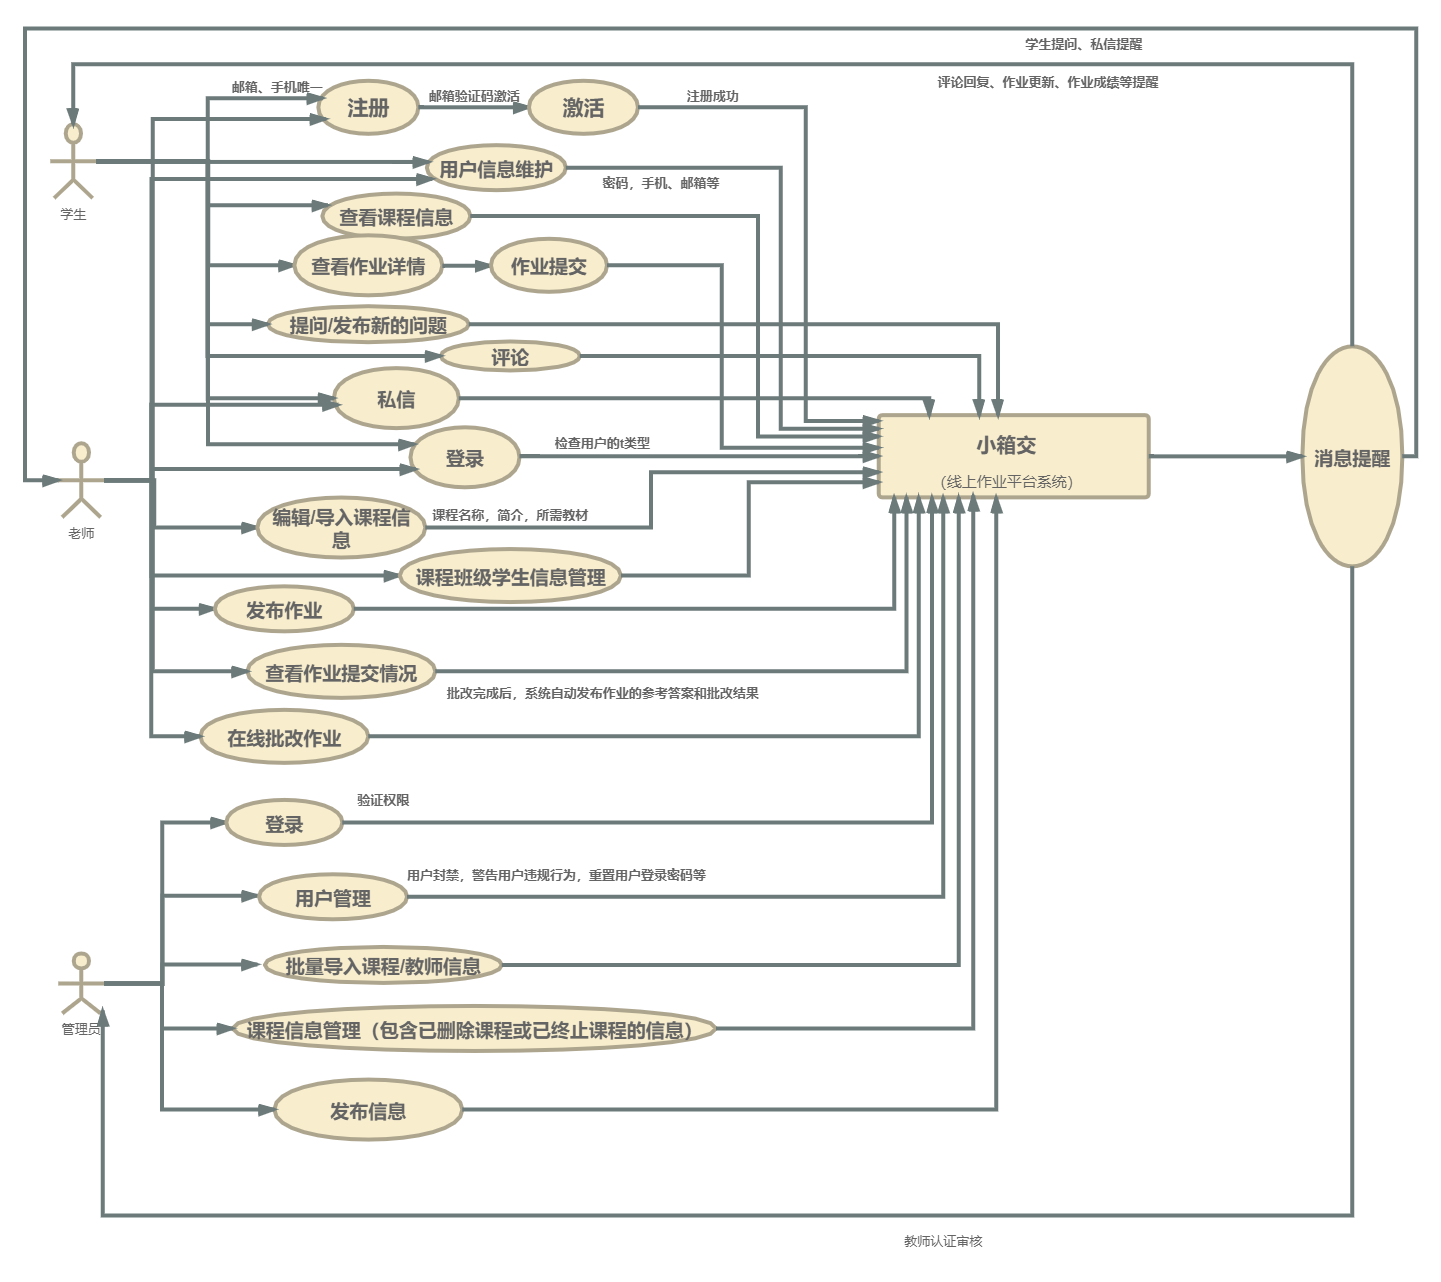 学生提问、私信提醒
评论回复、作业更新、作业成绩等提醒
邮箱、手机唯一
注册
邮箱验证码激活
激活
注册成功
用户信息维护
密码，手机、邮箱等
学生
查看课程信息
查看作业详情
作业提交
提问/发布新的问题
评论
私信
登录
检查用户的t类型
小箱交
(线上作业平台系统)
消息提醒
老师
编辑/导入课程信
息
课程名称，简介，所需教材
课程班级学生信息管理
发布作业
查看作业提交情况
批改完成后，系统自动发布作业的参考答案和批改结果
在线批改作业
验证权限
登录
用户封禁，警告用户违规行为，重置用户登录密码等
用户管理
批量导入课程/教师信息
管理员
课程信息管理（包含已删除课程或已终止课程的信息）
发布信息
教师认证审核